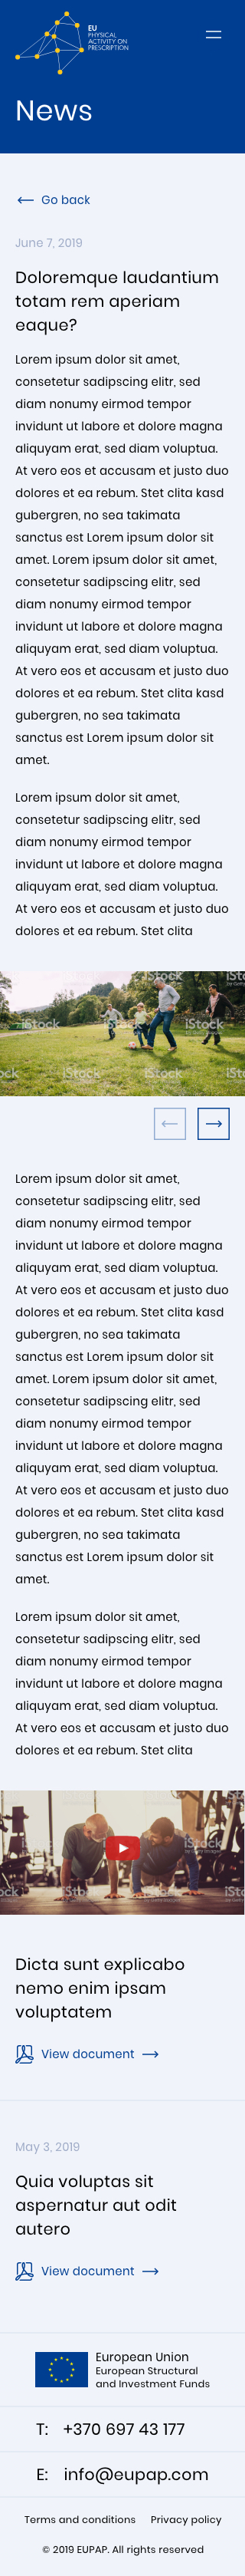 EU
PHYSICAL
ACTIVITY ON
PRESCRIPTION
News
Go back
June 7, 2019
Doloremque laudantium
totam rem aperiam
eaque?
Lorem ipsum dolor sit amet,
consetetur sadipscing elitr, sed
diam nonumy eirmod tempor
invidunt ut labore et dolore magna
aliquyam erat, sed diam voluptua.
At vero eos et accusam et justo duo
dolores et ea rebum. Stet clita kasd
gubergren, no sea takimata
sanctus est Lorem ipsum dolor sit
amet. Lorem ipsum dolor sit amet,
consetetur sadipscing elitr, sed
diam nonumy eirmod tempor
invidunt ut labore et dolore magna
aliquyam erat, sed diam voluptua.
At vero eos et accusam et justo duo
dolores et ea rebum. Stet clita kasd
gubergren, no sea takimata
sanctus est Lorem ipsum dolor sit
amet.
Lorem ipsum dolor sit amet,
consetetur sadipscing elitr, sed
diam nonumy eirmod tempor
invidunt ut labore et dolore magna
aliquyam erat, sed diam voluptua.
At vero eos et accusam et justo duo
dolores et ea rebum. Stet clita
iStock iStock iStock
iStock iStock iStock
Lorem ipsum dolor sit amet,
consetetur sadipscing elitr, sed
diam nonumy eirmod tempor
invidunt ut labore et dolore magna
aliquyam erat, sed diam voluptua.
At vero eos et accusam et justo duo
dolores et ea rebum. Stet clita kasd
gubergren, no sea takimata
sanctus est Lorem ipsum dolor sit
amet. Lorem ipsum dolor sit amet,
consetetur sadipscing elitr, sed
diam nonumy eirmod tempor
invidunt ut labore et dolore magna
aliquyam erat, sed diam voluptua.
At vero eos et accusam et justo duo
dolores et ea rebum. Stet clita kasd
gubergren, no sea takimata
sanctus est Lorem ipsum dolor sit
amet.
Lorem ipsum dolor sit amet,
consetetur sadipscing elitr, sed
diam nonumy eirmod tempor
invidunt ut labore et dolore magna
aliquyam erat, sed diam voluptua.
At vero eos et accusam et justo duo
dolores et ea rebum. Stet clita
iStock iStock
iStock iStock
Dicta sunt explicabo
nemo enim ipsam
voluptatem
View document
May 3, 2019
Quia voluptas sit
aspernatur aut odit
autero
View document
European Union
European Structural
and Investment Funds
T: +370 697 43 177
E: info@eupap.com
Terms and conditions Privacy policy
© 2019 EUPAP. All rights reserved